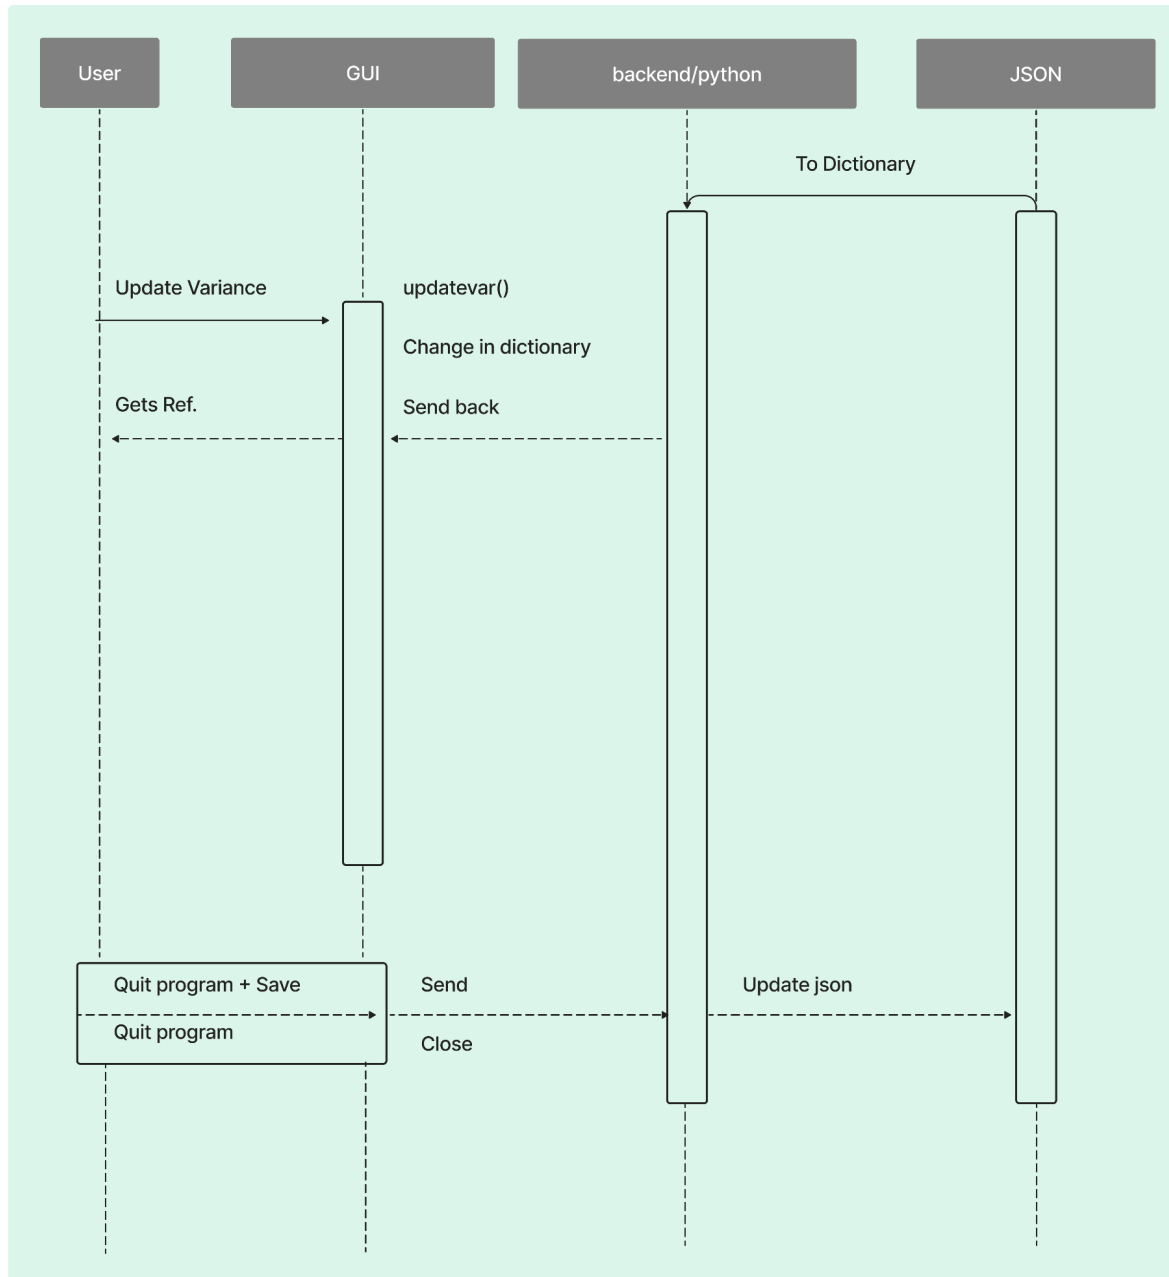 User
GUI
backend/python
JSON
To Dictionary
Update Variance
updatevar()
Change in dictionary
Gets Ref.
Send back
Quit program + Save
Send
Update json
Quit program
Close